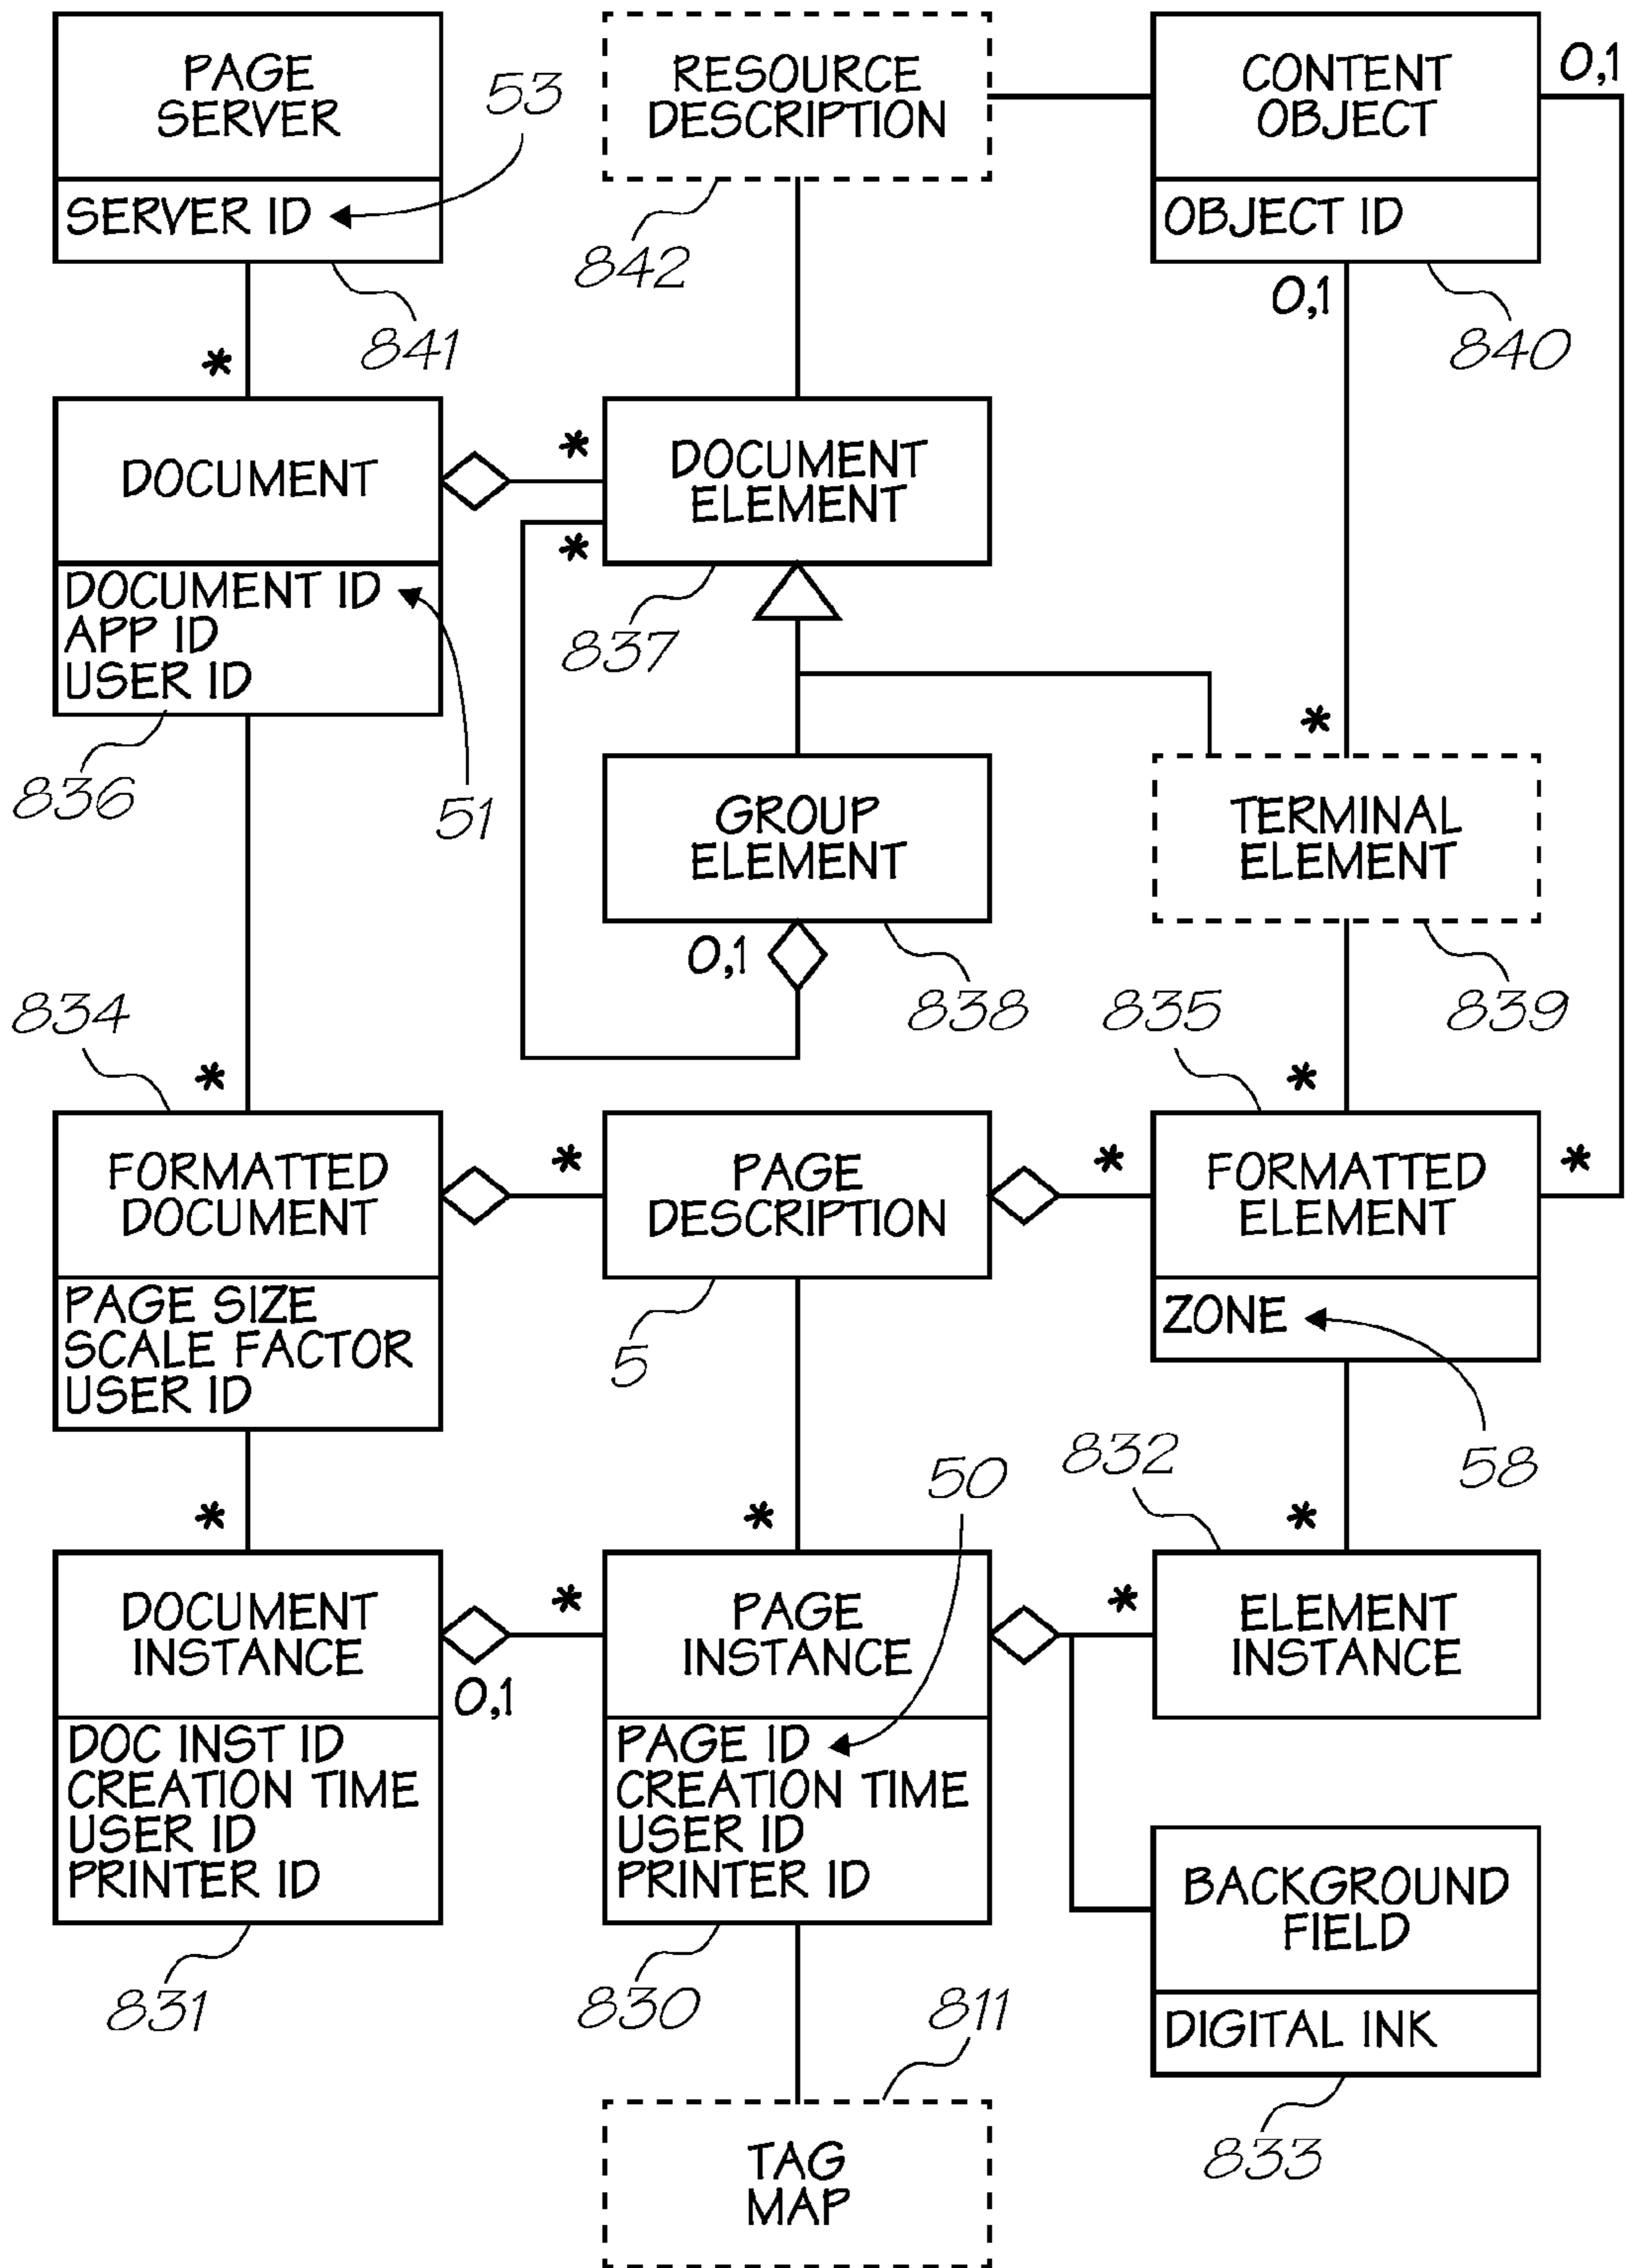 PAGE
SERVER
53
SERVER ID
841
RESOURCE
DESCRIPTION
842
CONTENT
OBJECT
0,1
OBJECT ID
0,1
840
*
DOCUMENT
*
DOCUMENT
ELEMENT
*
DOCUMENT ID
APP ID
USER ID
837
836
51
*
GROUP
ELEMENT
TERMINAL
ELEMENT
0,1
838
839
834
835
*
*
FORMATTED
DOCUMENT
*
PAGE
DESCRIPTION
*
FORMATTED
ELEMENT
*
PAGE SIZE
SCALE FACTOR
USER ID
5
ZONE
58
50
832
*
*
*
DOCUMENT
INSTANCE
0,1
*
PAGE
INSTANCE
*
ELEMENT
INSTANCE
DOC INST ID
CREATION TIME
USER ID
PRINTER ID
PAGE ID
CREATION TIME
USER ID
PRINTER ID
BACKGROUND
FIELD
DIGITAL INK
831
830
811
833
TAG
MAP